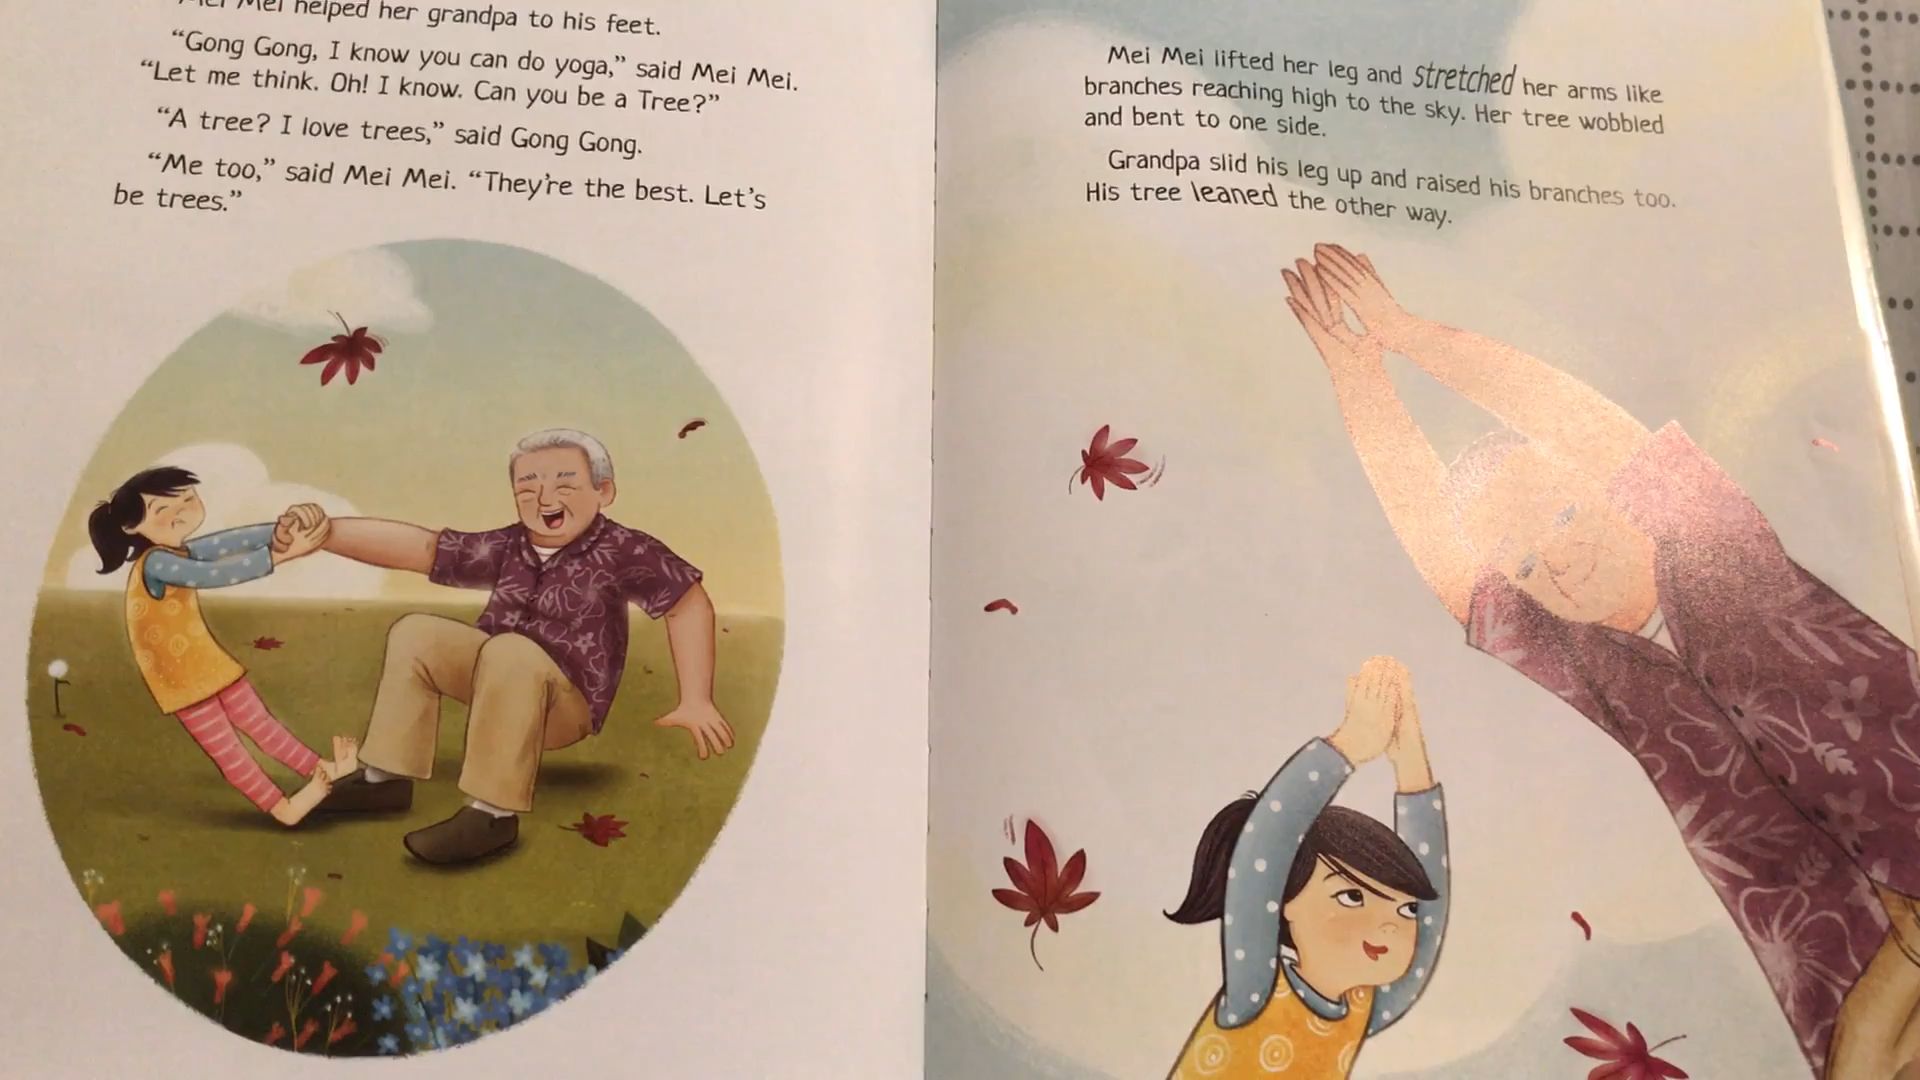 Mei Mei helped her grandpa to his feet.
“Gong Gong, I know you can do yoga,” said Mei Mei.
“Let me think. Oh! I know. Can you be a Tree?”
“A tree? I love trees,” said Gong Gong.
“Me too,” said Mei Mei. “They’re the best. Let’s
be trees.”
Mei Mei lifted her leg and stretched her arms like
branches reaching high to the sky. Her tree wobbled
and bent to one side.
Grandpa slid his leg up and raised his branches too.
His tree leaned the other way.